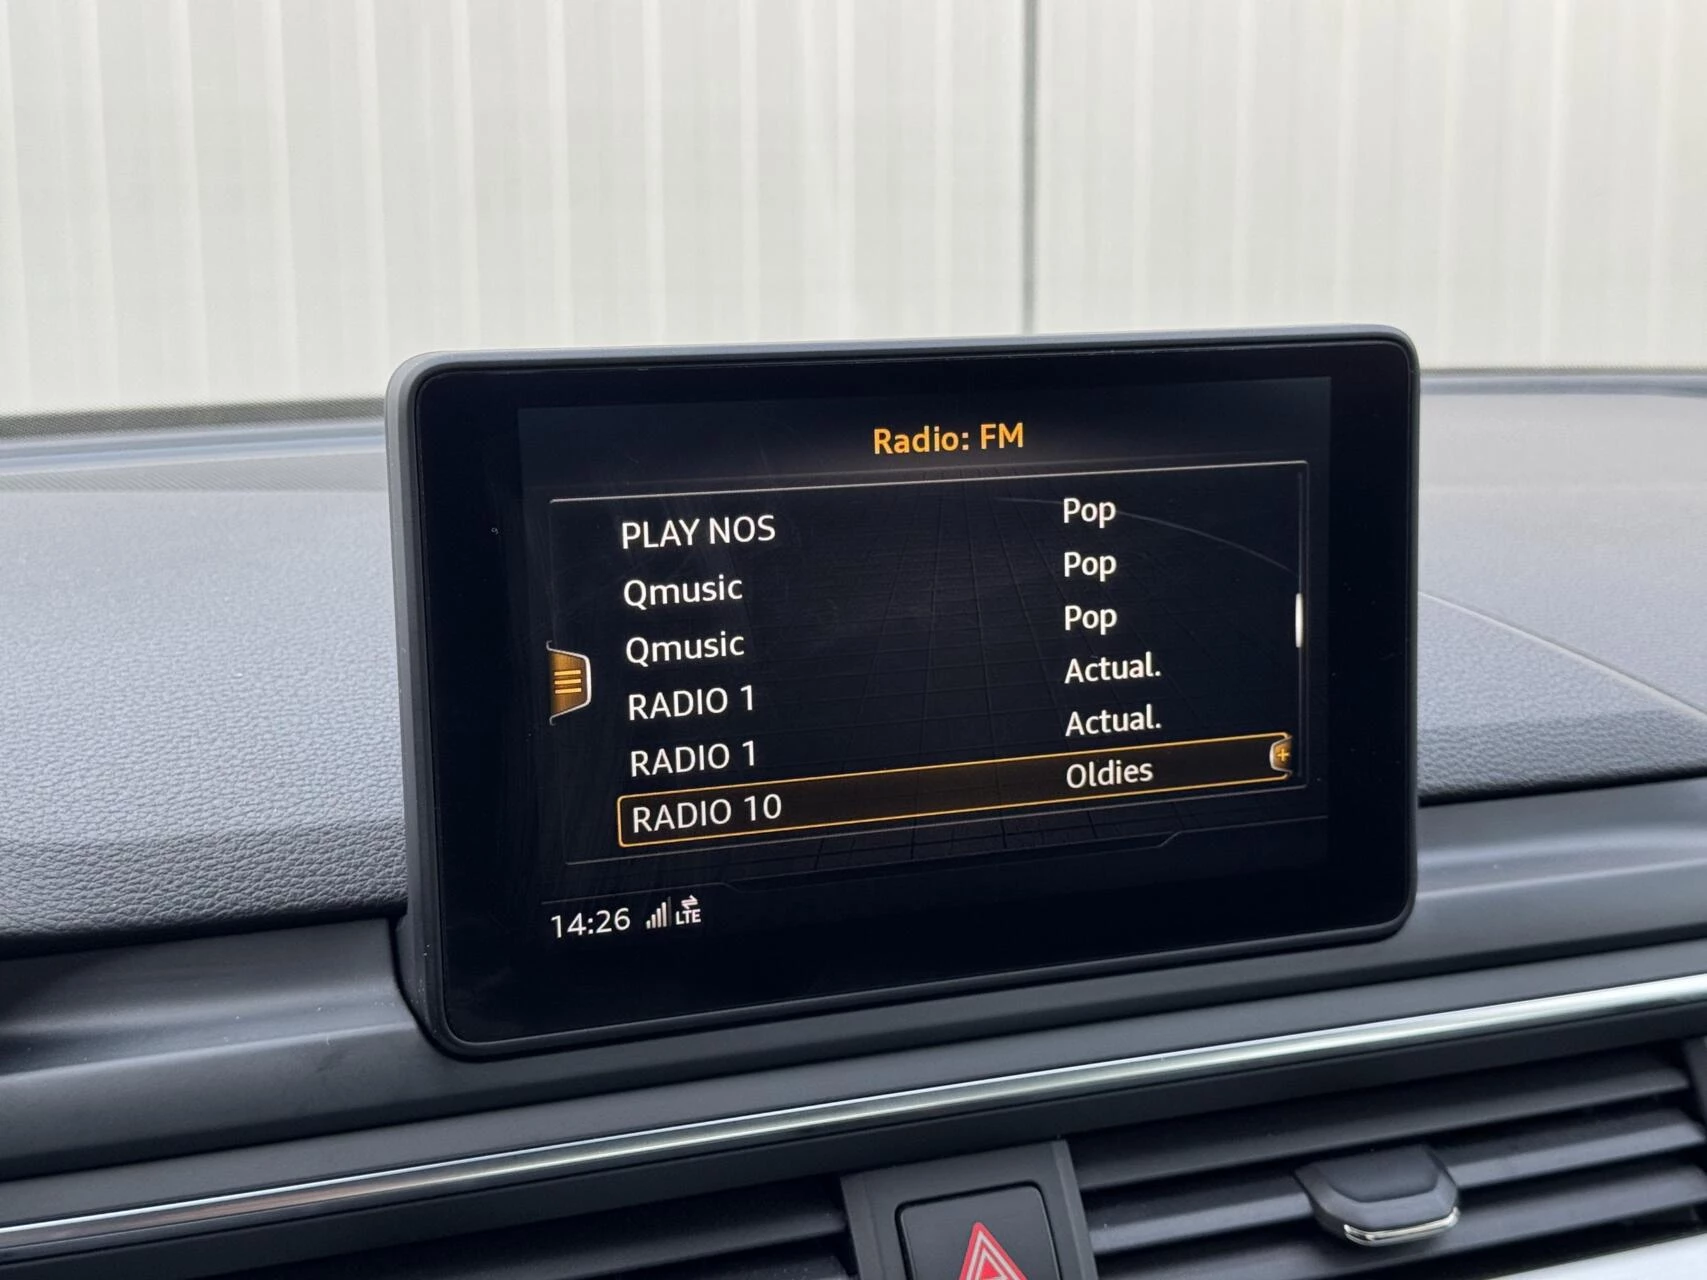 Radio: FM
PLAY NOS Pop
Qmusic Pop
Qmusic Pop
RADIO 1 Actual.
RADIO 1 Actual.
RADIO 10 Oldies
14:26 LTE